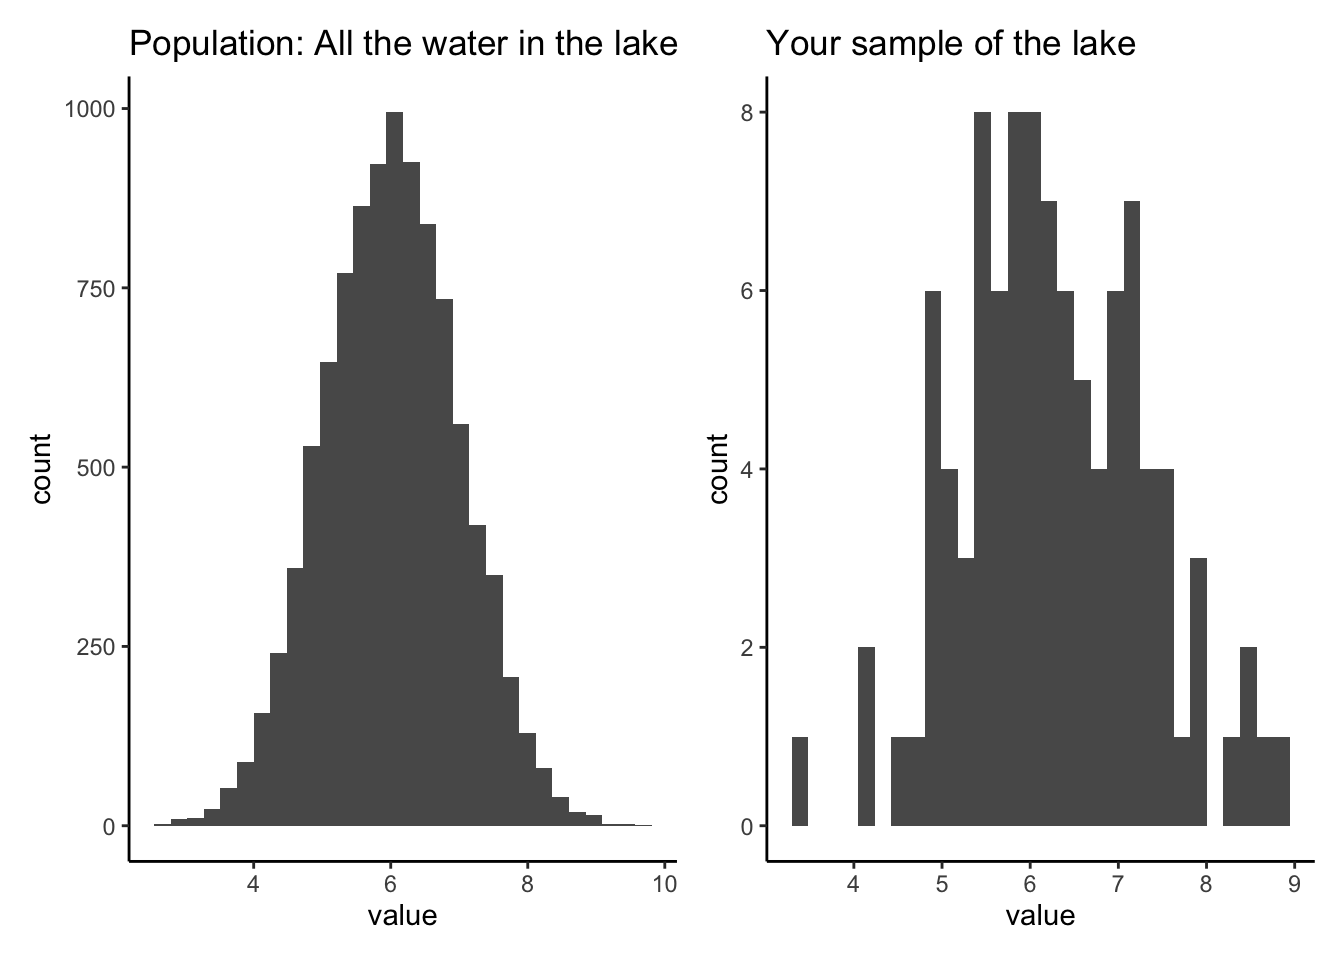 Population: All the water in the lake
1000
750
500
250
0
count
4 6 8 10
value
Your sample of the lake
8
6
4
2
0
count
4 5 6 7 8 9
value